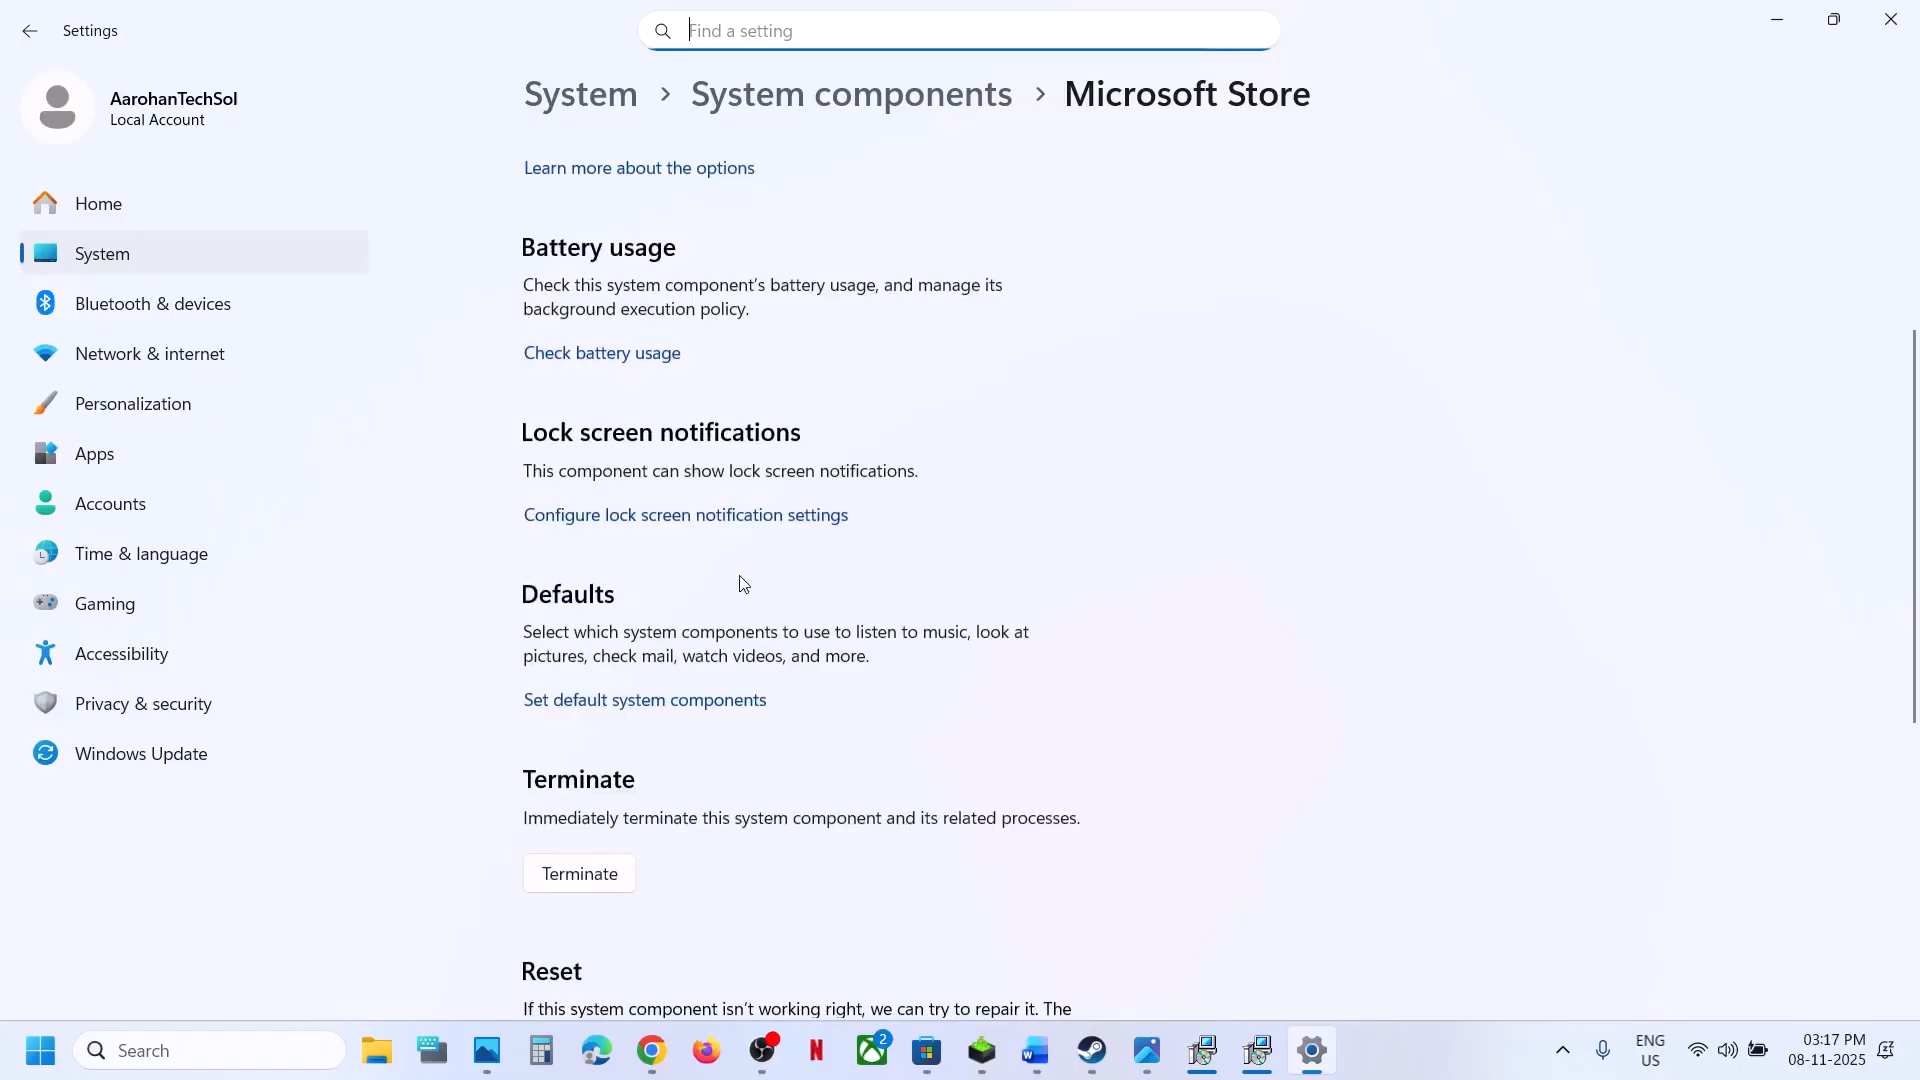 Settings
Find a setting
AarohanTechSol
Local Account
System > System components > Microsoft Store
Learn more about the options
Home
System
Bluetooth & devices
Network & internet
Personalization
Apps
Accounts
Time & language
Gaming
Accessibility
Privacy & security
Windows Update
Battery usage
Check this system component's battery usage, and manage its
background execution policy.
Check battery usage
Lock screen notifications
This component can show lock screen notifications.
Configure lock screen notification settings
Defaults
Select which system components to use to listen to music, look at
pictures, check mail, watch videos, and more.
Set default system components
Terminate
Immediately terminate this system component and its related processes.
Terminate
Reset
If this system component isn't working right, we can try to repair it. The
Search
N
2
W
ENG
US
03:17 PM
08-11-2025